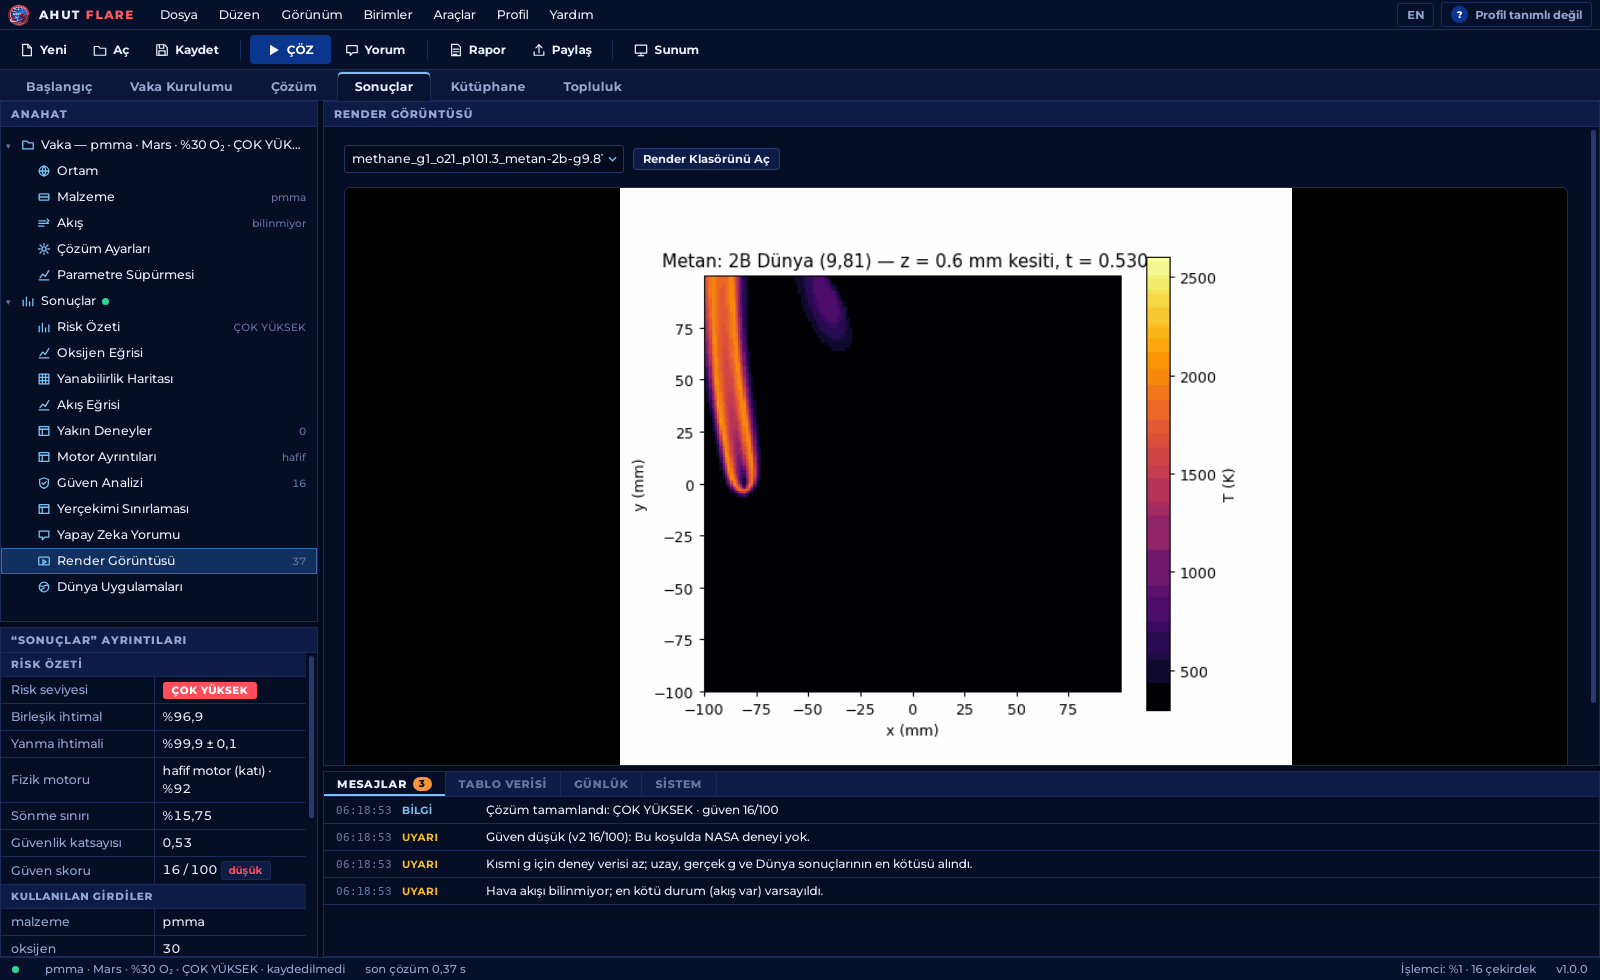 AHUT FLARE Dosya Düzen Görünüm Birimler Araçlar Profil Yardım EN ? Profil tanımlı değil
Yeni Aç Kaydet ÇÖZ Yorum Rapor Paylaş Sunum
Başlangıç Vaka Kurulumu Çözüm Sonuçlar Kütüphane Topluluk
ANAHAT
Vaka — pmma · Mars · %30 O₂ · ÇOK YÜK...
Ortam
Malzeme pmma
Akış bilinmiyor
Çözüm Ayarları
Parametre Süpürmesi
Sonuçlar
Risk Özeti ÇOK YÜKSEK
Oksijen Eğrisi
Yanabilirlik Haritası
Akış Eğrisi
Yakın Deneyler 0
Motor Ayrıntıları hafif
Güven Analizi 16
Yerçekimi Sınırlaması
Yapay Zeka Yorumu
Render Görüntüsü 37
Dünya Uygulamaları
“SONUÇLAR” AYRINTILARI
RİSK ÖZETİ
Risk seviyesi ÇOK YÜKSEK
Birleşik ihtimal %96,9
Yanma ihtimali %99,9 ± 0,1
Fizik motoru hafif motor (katı) ·
%92
Sönme sınırı %15,75
Güvenlik katsayısı 0,53
Güven skoru 16 / 100 düşük
KULLANILAN GİRDİLER
malzeme pmma
oksijen 30
RENDER GÖRÜNTÜSÜ
methane_g1_o21_p101.3_metan-2b-g9.8 Render Klasörünü Aç
Metan: 2B Dünya (9,81) — z = 0.6 mm kesiti, t = 0.530
75
50
25
0
−25
−50
−75
−100
y (mm)
−100 −75 −50 −25 0 25 50 75
x (mm)
2500
2000
1500
1000
500
T (K)
MESAJLAR 3 TABLO VERİSİ GÜNLÜK SİSTEM
06:18:53 BİLGİ Çözüm tamamlandı: ÇOK YÜKSEK · güven 16/100
06:18:53 UYARI Güven düşük (v2 16/100): Bu koşulda NASA deneyi yok.
06:18:53 UYARI Kısmi g için deney verisi az; uzay, gerçek g ve Dünya sonuçlarının en kötüsü alındı.
06:18:53 UYARI Hava akışı bilinmiyor; en kötü durum (akış var) varsayıldı.
pmma · Mars · %30 O₂ · ÇOK YÜKSEK · kaydedilmedi son çözüm 0,37 s İşlemci: %1 · 16 çekirdek v1.0.0